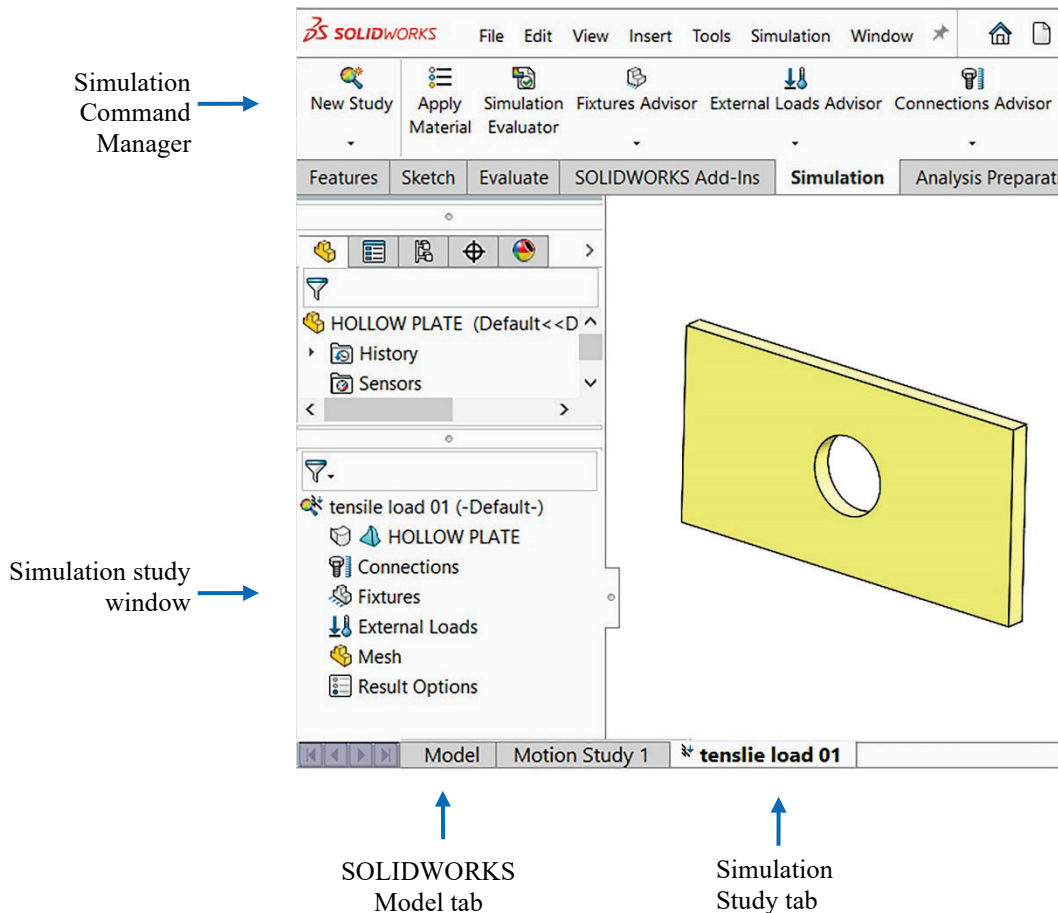 SOLIDWORKS File Edit View Insert Tools Simulation Window
Simulation
Command
Manager
New Study Apply Simulation Fixtures Advisor External Loads Advisor Connections Advisor
Material Evaluator
Features Sketch Evaluate SOLIDWORKS Add-Ins Simulation Analysis Preparat
HOLLOW PLATE (Default<<D
History
Sensors
tensile load 01 (-Default-)
HOLLOW PLATE
Connections
Simulation study
window
Fixtures
External Loads
Mesh
Result Options
Model Motion Study 1 tenslie load 01
SOLIDWORKS
Model tab
Simulation
Study tab